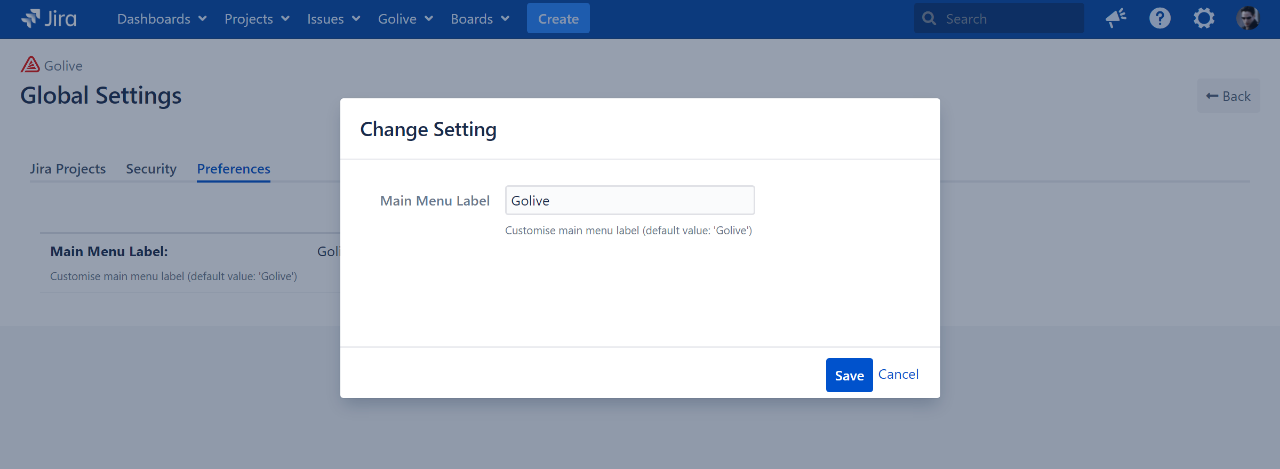 Jira Dashboards Projects Issues Golive Boards Create Search
Golive
Global Settings
Back
Change Setting
Jira Projects Security Preferences
Main Menu Label Golive
Customise main menu label (default value: 'Golive')
Main Menu Label:
Customise main menu label (default value: 'Golive')
Save Cancel